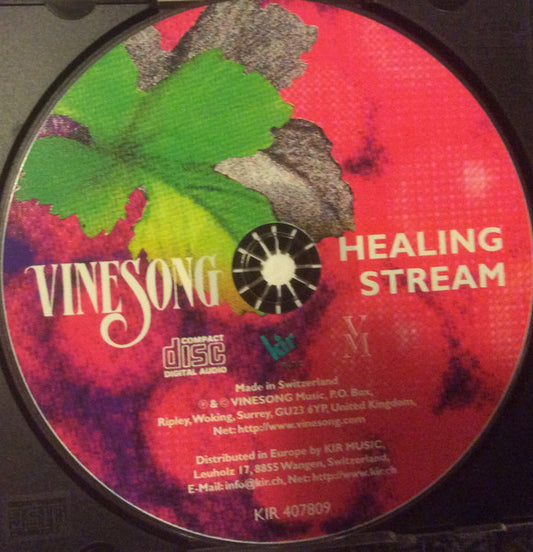 VINESONG
HEALING
STREAM
COMPACT
disc
DIGITAL AUDIO
kir
V
M
Made in Switzerland
℗ & © VINESONG Music, P.O. Box,
Ripley, Woking, Surrey, GU23 6YP, United Kingdom,
Net: http://www.vinesong.com
Distributed in Europe by KIR MUSIC,
Leuholz 17, 8855 Wangen, Switzerland,
E-Mail: info@kir.ch, Net: http://www.kir.ch
KIR 407809